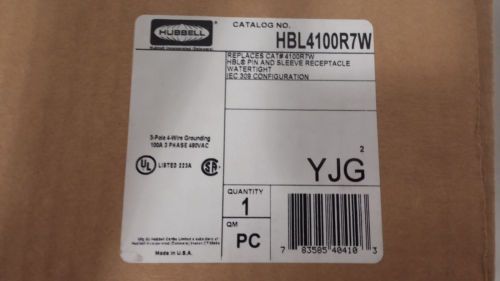 HUBBELL
CATALOG NO.
HBL4100R7W
REPLACES CAT# 4100R7W
HBL® PIN AND SLEEVE RECEPTACLE
WATERTIGHT
IEC 309 CONFIGURATION
3-Pole 4-Wire Grounding
100A 3 PHASE 480VAC
UL
LISTED 223A
SA
2
YJG
QUANTITY
1
QM
PC
Made in U.S.A.
7 83585 40410 3